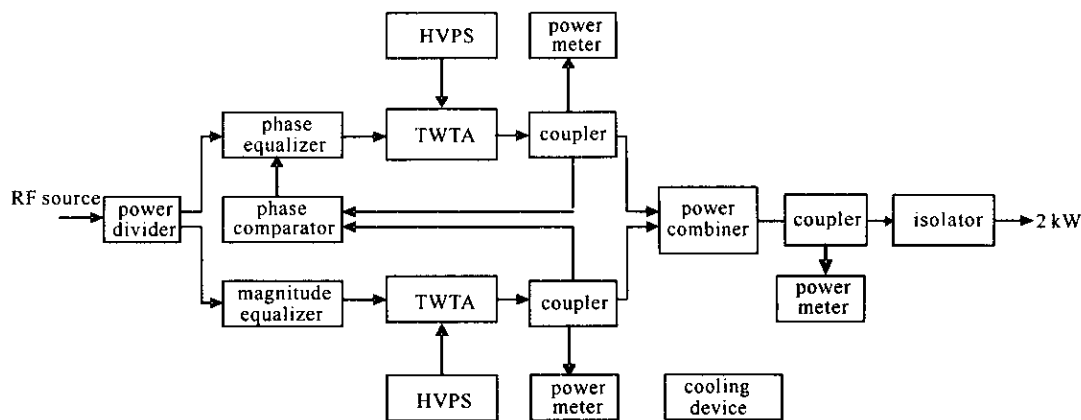 HVPS
power
meter
phase
equalizer
TWTA
coupler
RF source
power
divider
phase
comparator
power
combiner
coupler
isolator
2 kW
magnitude
equalizer
TWTA
coupler
power
meter
HVPS
power
meter
cooling
device